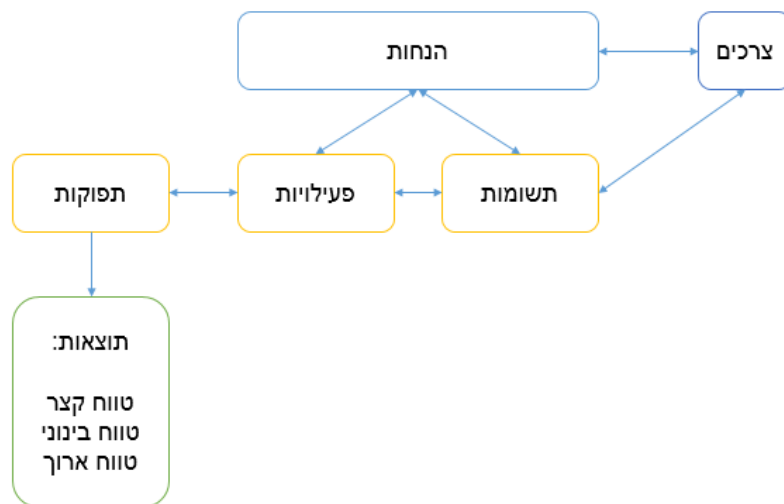 צרכים
הנחות
תשומות
פעילויות
תפוקות
תוצאות:
טווח קצר
טווח בינוני
טווח ארוך